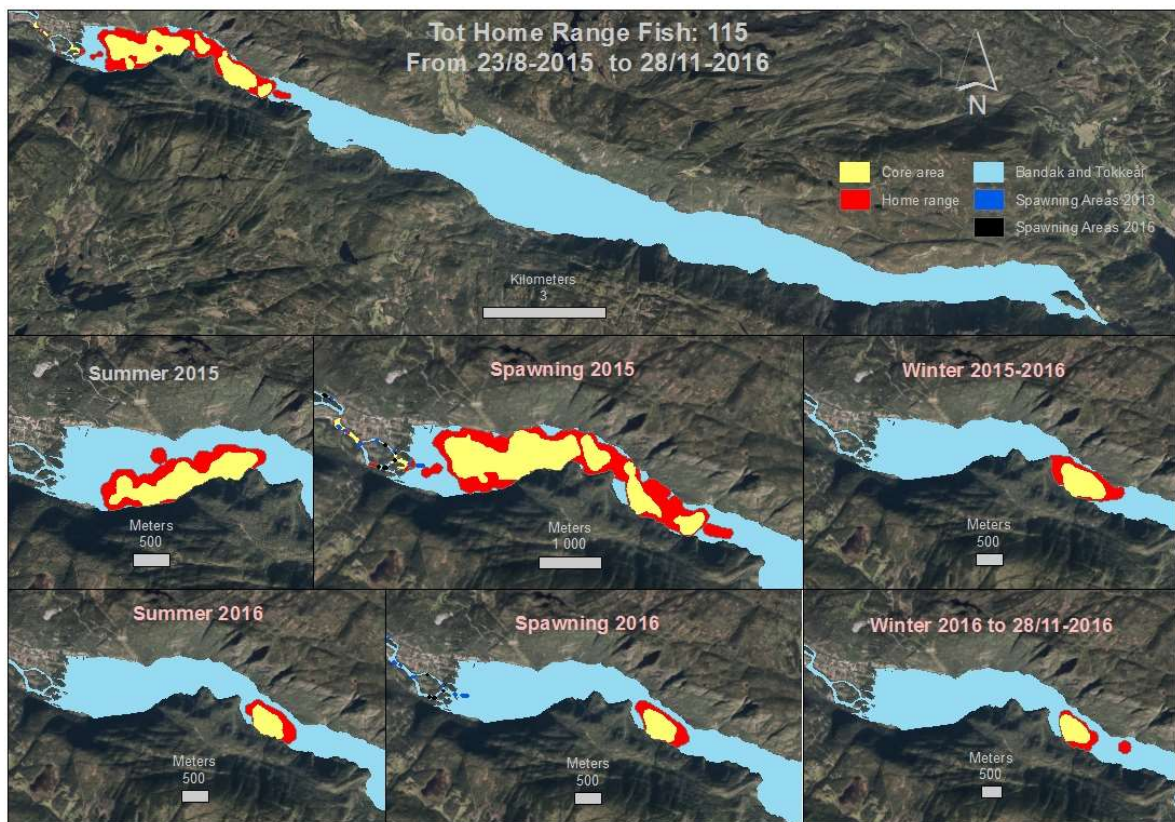 Tot Home Range Fish: 115
From 23/8-2015 to 28/11-2016
N
Core area
Home range
Bandak and Tokkeåi
Spawning Areas 2013
Spawning Areas 2016
Kilometers
3
Summer 2015
Meters
500
Spawning 2015
Meters
1 000
Winter 2015-2016
Meters
500
Summer 2016
Meters
500
Spawning 2016
Meters
500
Winter 2016 to 28/11-2016
Meters
500